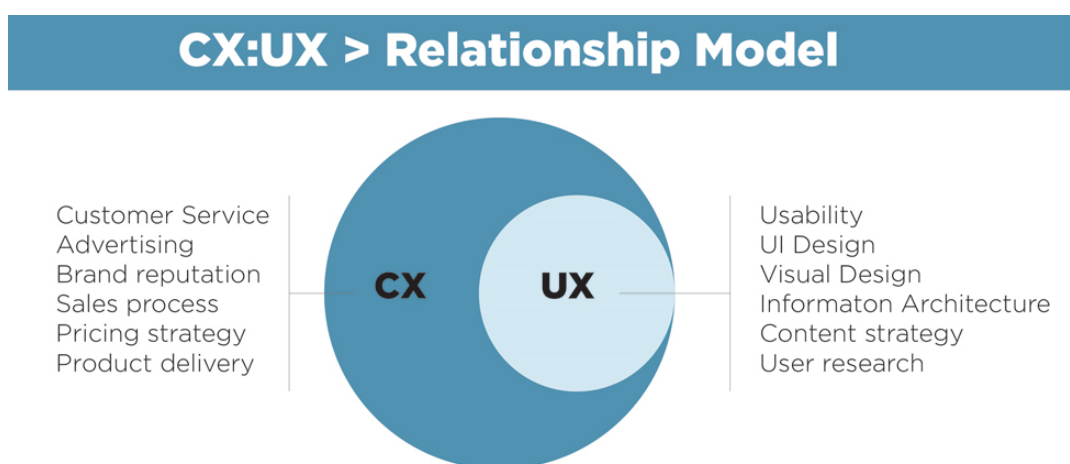 CX:UX > Relationship Model
Customer Service
Advertising
Brand reputation
Sales process
Pricing strategy
Product delivery
CX
UX
Usability
UI Design
Visual Design
Informaton Architecture
Content strategy
User research